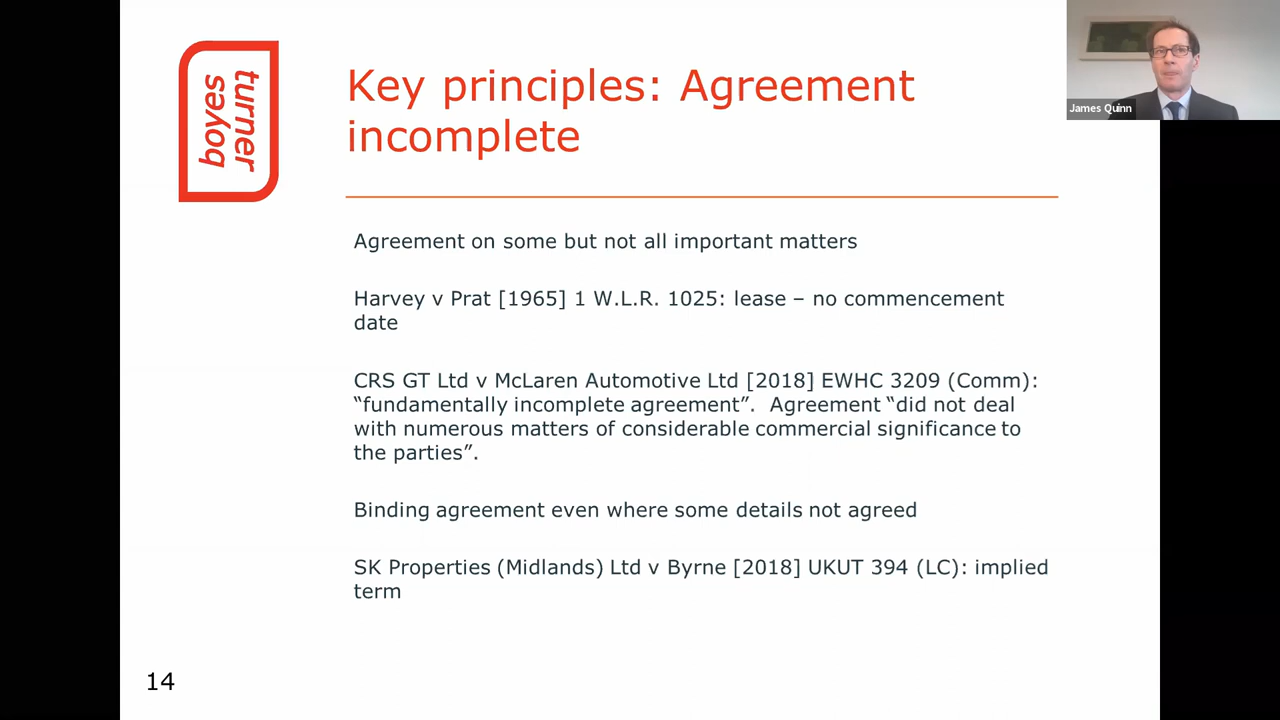 boyes
turner
Key principles: Agreement
incomplete
James Quinn
Agreement on some but not all important matters
Harvey v Prat [1965] 1 W.L.R. 1025: lease – no commencement
date
CRS GT Ltd v McLaren Automotive Ltd [2018] EWHC 3209 (Comm):
“fundamentally incomplete agreement”.  Agreement “did not deal
with numerous matters of considerable commercial significance to
the parties”.
Binding agreement even where some details not agreed
SK Properties (Midlands) Ltd v Byrne [2018] UKUT 394 (LC): implied
term
14